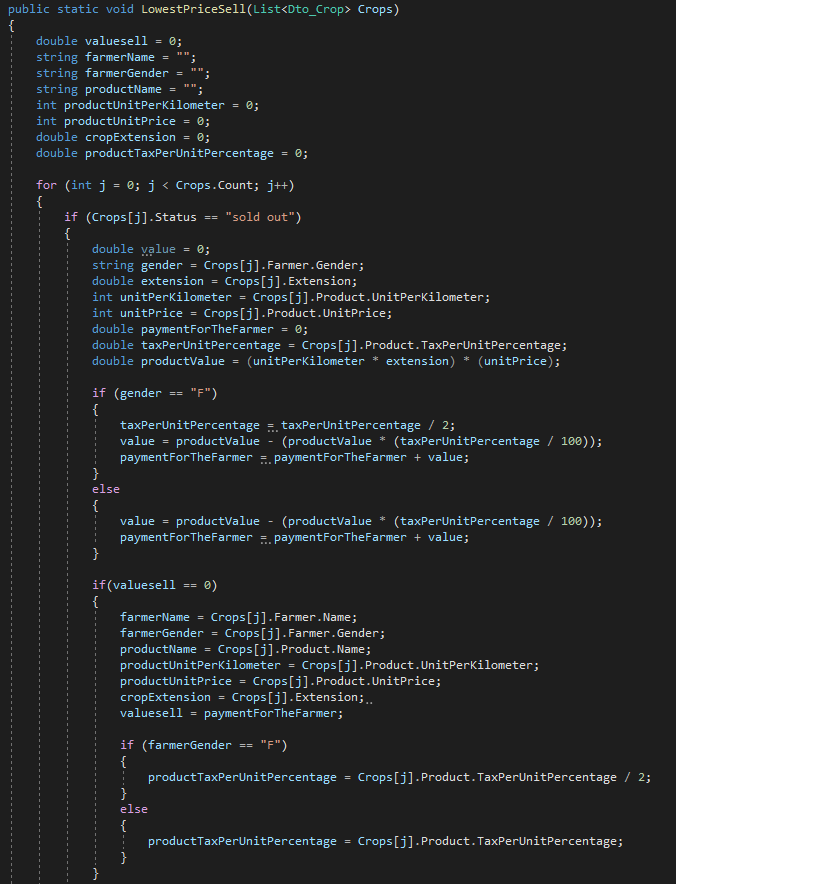 public static void LowestPriceSell(List<Dto_Crop> Crops)
{
double valuesell = 0;
string farmerName = "";
string farmerGender = "";
string productName = "";
int productUnitPerKilometer = 0;
int productUnitPrice = 0;
double cropExtension = 0;
double productTaxPerUnitPercentage = 0;
for (int j = 0; j < Crops.Count; j++)
{
if (Crops[j].Status == "sold out")
{
double value = 0;
string gender = Crops[j].Farmer.Gender;
double extension = Crops[j].Extension;
int unitPerKilometer = Crops[j].Product.UnitPerKilometer;
int unitPrice = Crops[j].Product.UnitPrice;
double paymentForTheFarmer = 0;
double taxPerUnitPercentage = Crops[j].Product.TaxPerUnitPercentage;
double productValue = (unitPerKilometer * extension) * (unitPrice);
if (gender == "F")
{
taxPerUnitPercentage = taxPerUnitPercentage / 2;
value = productValue - (productValue * (taxPerUnitPercentage / 100));
paymentForTheFarmer = paymentForTheFarmer + value;
}
else
{
value = productValue - (productValue * (taxPerUnitPercentage / 100));
paymentForTheFarmer = paymentForTheFarmer + value;
}
if(valuesell == 0)
{
farmerName = Crops[j].Farmer.Name;
farmerGender = Crops[j].Farmer.Gender;
productName = Crops[j].Product.Name;
productUnitPerKilometer = Crops[j].Product.UnitPerKilometer;
productUnitPrice = Crops[j].Product.UnitPrice;
cropExtension = Crops[j].Extension;
valuesell = paymentForTheFarmer;
if (farmerGender == "F")
{
productTaxPerUnitPercentage = Crops[j].Product.TaxPerUnitPercentage / 2;
}
else
{
productTaxPerUnitPercentage = Crops[j].Product.TaxPerUnitPercentage;
}
}